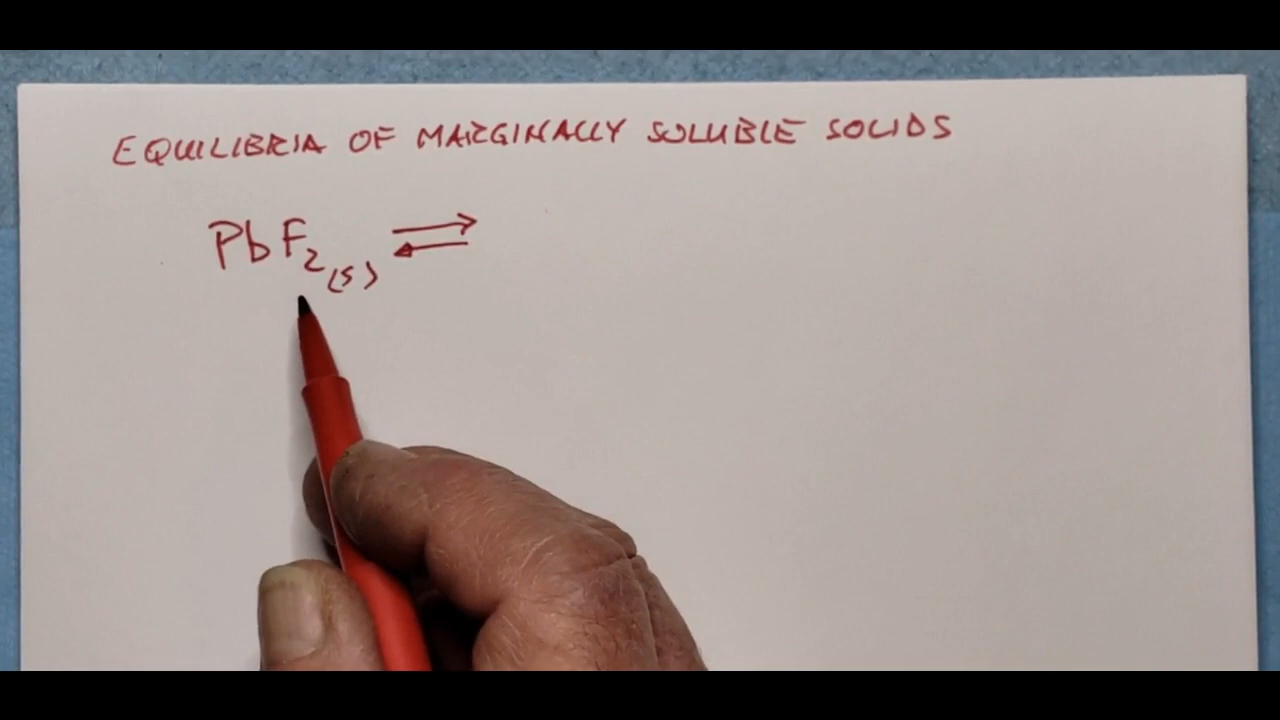 EQUILIBRIA OF MARGINALLY SOLUBLE SOLIDS
PbF₂(s) ⇌